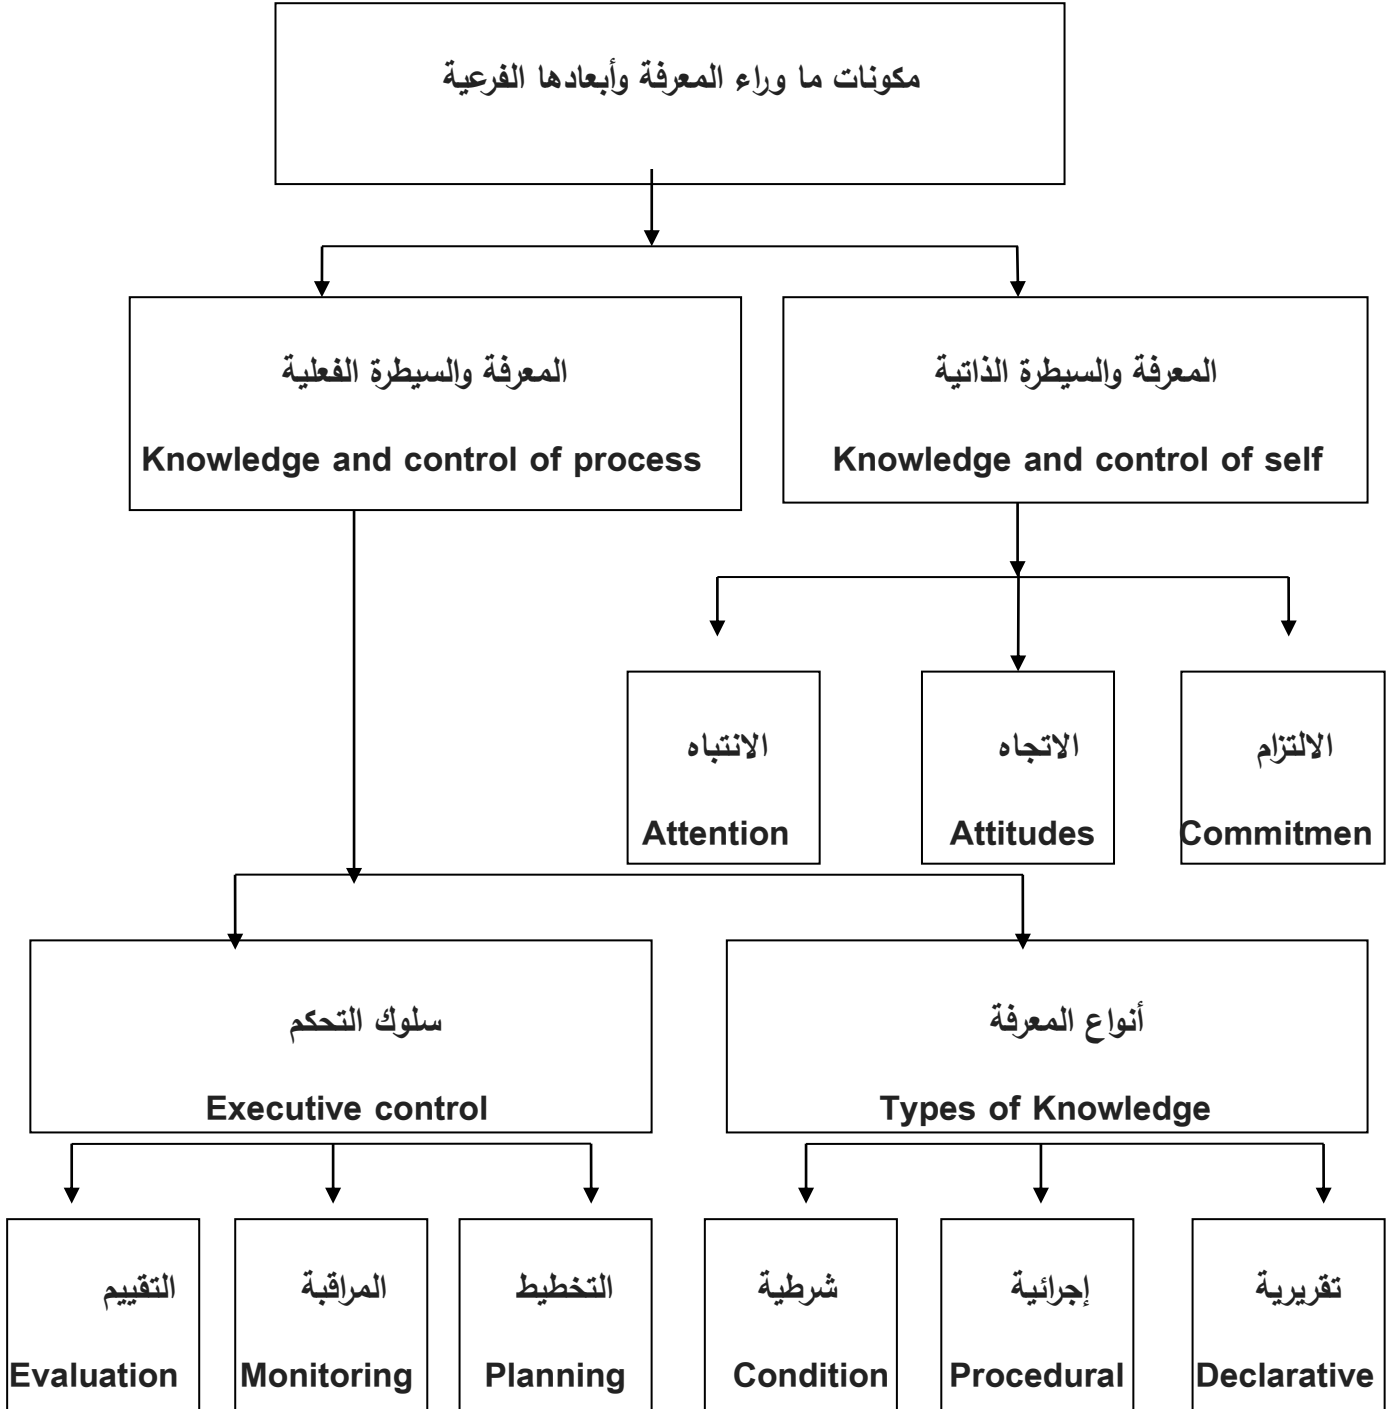 مكونات ما وراء المعرفة وأبعادها الفرعية
المعرفة والسيطرة الذاتية
Knowledge and control of self
المعرفة والسيطرة الفعلية
Knowledge and control of process
الالتزام
Commitmen
الاتجاه
Attitudes
الانتباه
Attention
أنواع المعرفة
Types of Knowledge
سلوك التحكم
Executive control
تقريرية
Declarative
إجرائية
Procedural
شرطية
Condition
التخطيط
Planning
المراقبة
Monitoring
التقييم
Evaluation